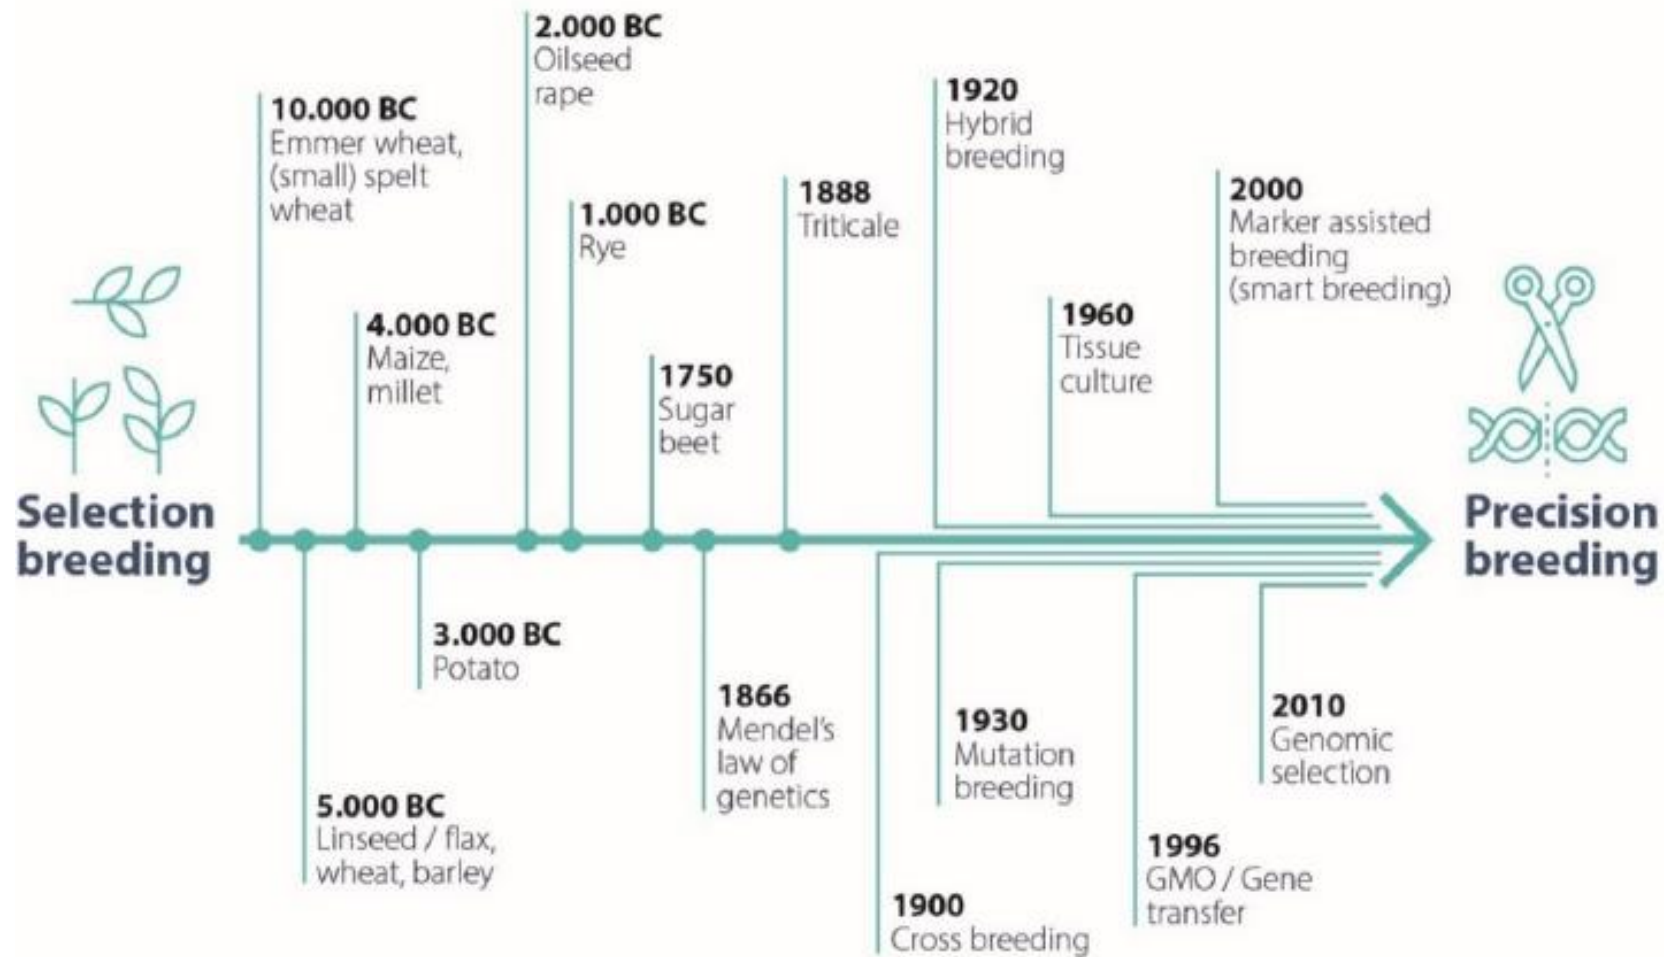 Selection
breeding
10.000 BC
Emmer wheat,
(small) spelt
wheat
5.000 BC
Linseed / flax,
wheat, barley
4.000 BC
Maize,
millet
3.000 BC
Potato
2.000 BC
Oilseed
rape
1.000 BC
Rye
1750
Sugar
beet
1866
Mendel's
law of
genetics
1888
Triticale
1900
Cross breeding
1920
Hybrid
breeding
1930
Mutation
breeding
1960
Tissue
culture
1996
GMO / Gene
transfer
2000
Marker assisted
breeding
(smart breeding)
2010
Genomic
selection
Precision
breeding